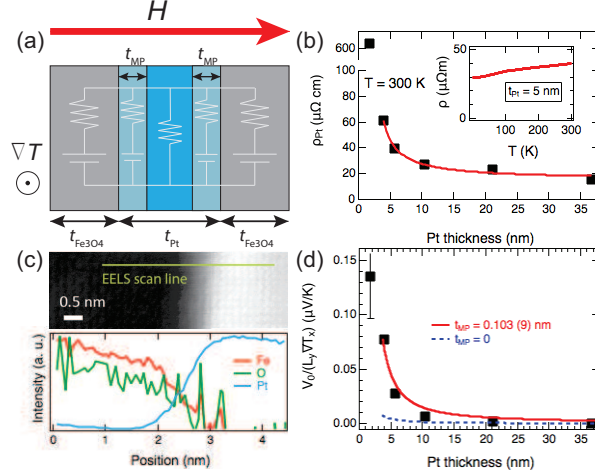 H
(a)
t_MP
t_MP
∇T
t_Fe3O4
t_Pt
t_Fe3O4
(b)
ρ_Pt (μΩ cm)
600
100
80
60
40
20
0
T = 300 K
ρ (μΩm)
40
20
0
t_Pt = 5 nm
100
200
300
T (K)
0
5
10
15
20
25
30
35
Pt thickness (nm)
(c)
EELS scan line
0.5 nm
Intensity (a. u.)
Fe
O
Pt
0
1
2
3
4
Position (nm)
(d)
V₀/(L_y∇T_x) (μV/K)
0.15
0.10
0.05
0.00
t_MP = 0.103 (9) nm
t_MP = 0
0
5
10
15
20
25
30
35
Pt thickness (nm)